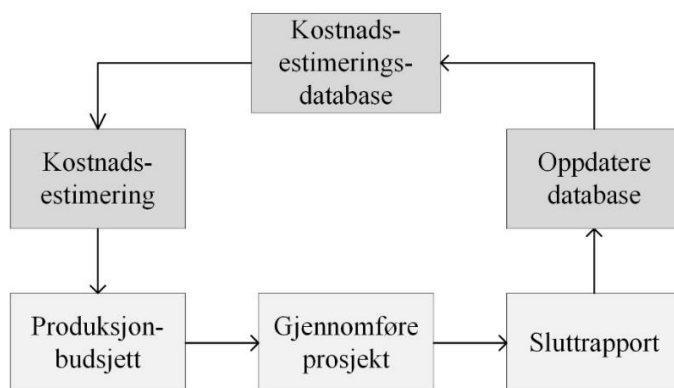 Kostnads-
estimerings-
database
Kostnads-
estimering
Oppdatere
database
Produksjon-
budsjett
Gjennomføre
prosjekt
Sluttrapport